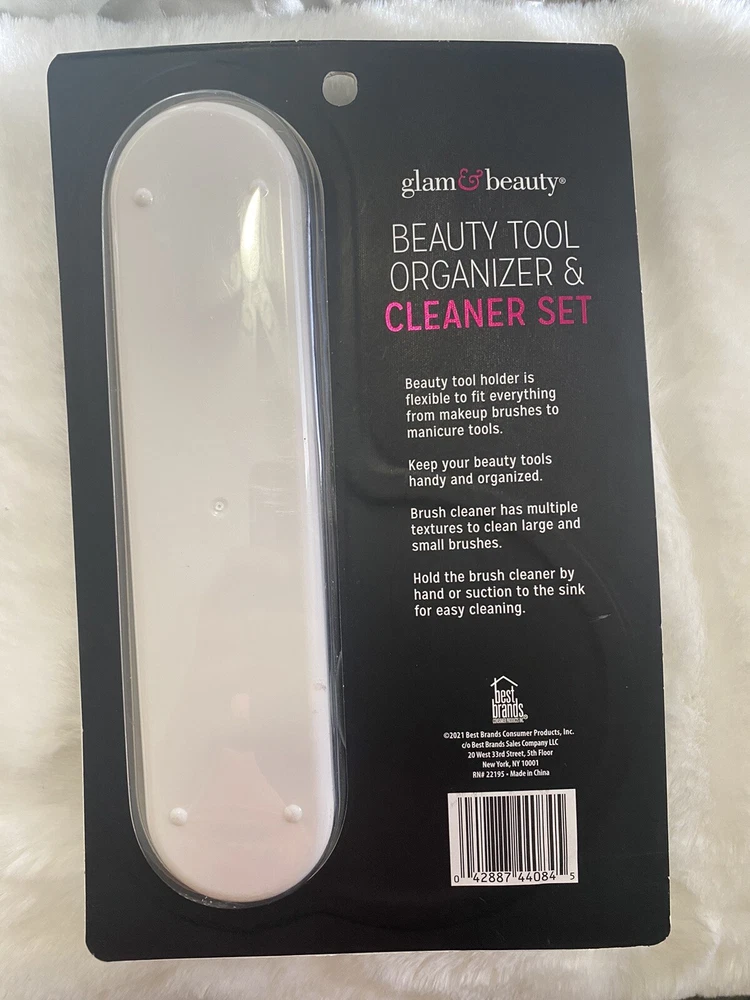 glam&beauty®
BEAUTY TOOL
ORGANIZER &
CLEANER SET
Beauty tool holder is
flexible to fit everything
from makeup brushes to
manicure tools.
Keep your beauty tools
handy and organized.
Brush cleaner has multiple
textures to clean large and
small brushes.
Hold the brush cleaner by
hand or suction to the sink
for easy cleaning.
best
brands®
CONSUMER PRODUCTS INC.
©2021 Best Brands Consumer Products, Inc.
c/o Best Brands Sales Company LLC
20 West 33rd Street, 5th Floor
New York, NY 10001
RN# 22195 • Made in China
0 42887 44084 5